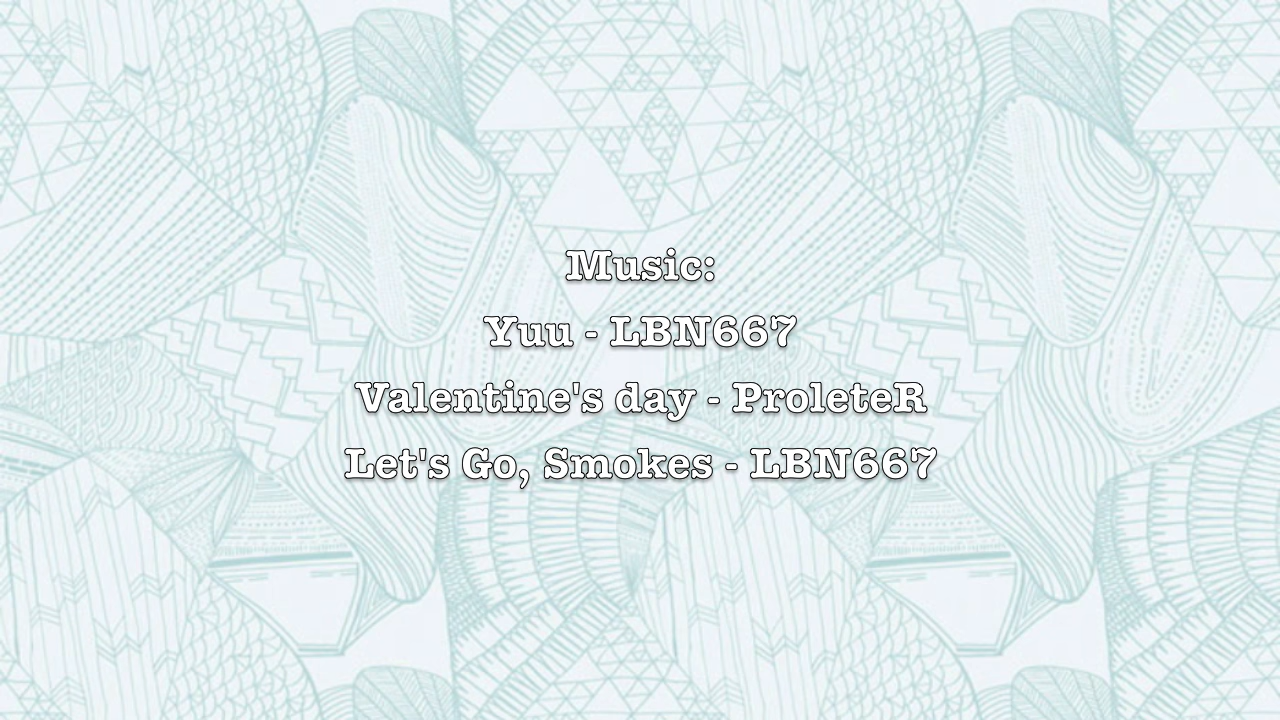 Music:
Yuu - LBN667
Valentine's day - ProleteR
Let's Go, Smokes - LBN667